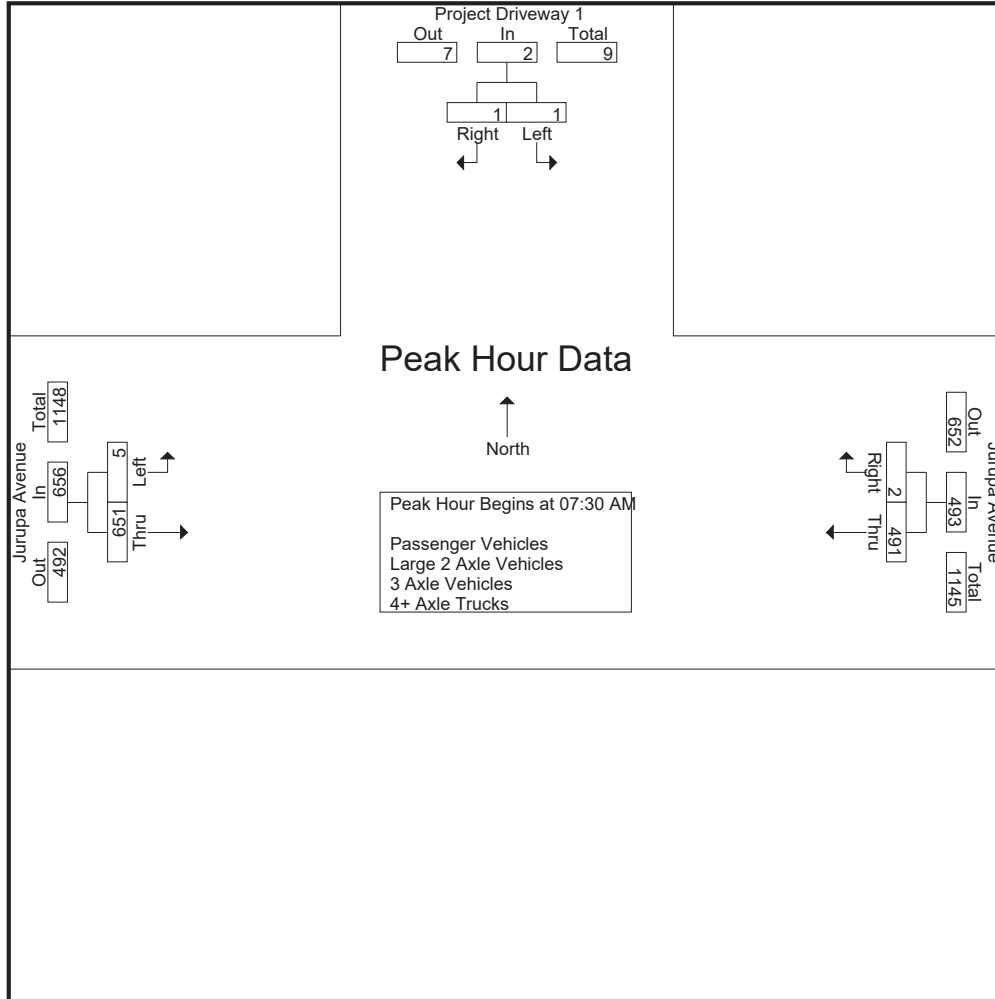 Project Driveway 1
Out In Total
7 2 9
1 1
Right Left
Peak Hour Data
North
Peak Hour Begins at 07:30 AM
Passenger Vehicles
Large 2 Axle Vehicles
3 Axle Vehicles
4+ Axle Trucks
Jurupa Avenue
Out In Total
492 656 1148
Thru Left
651 5
Jurupa Avenue
Out In Total
652 493 1145
Right Thru
2 491